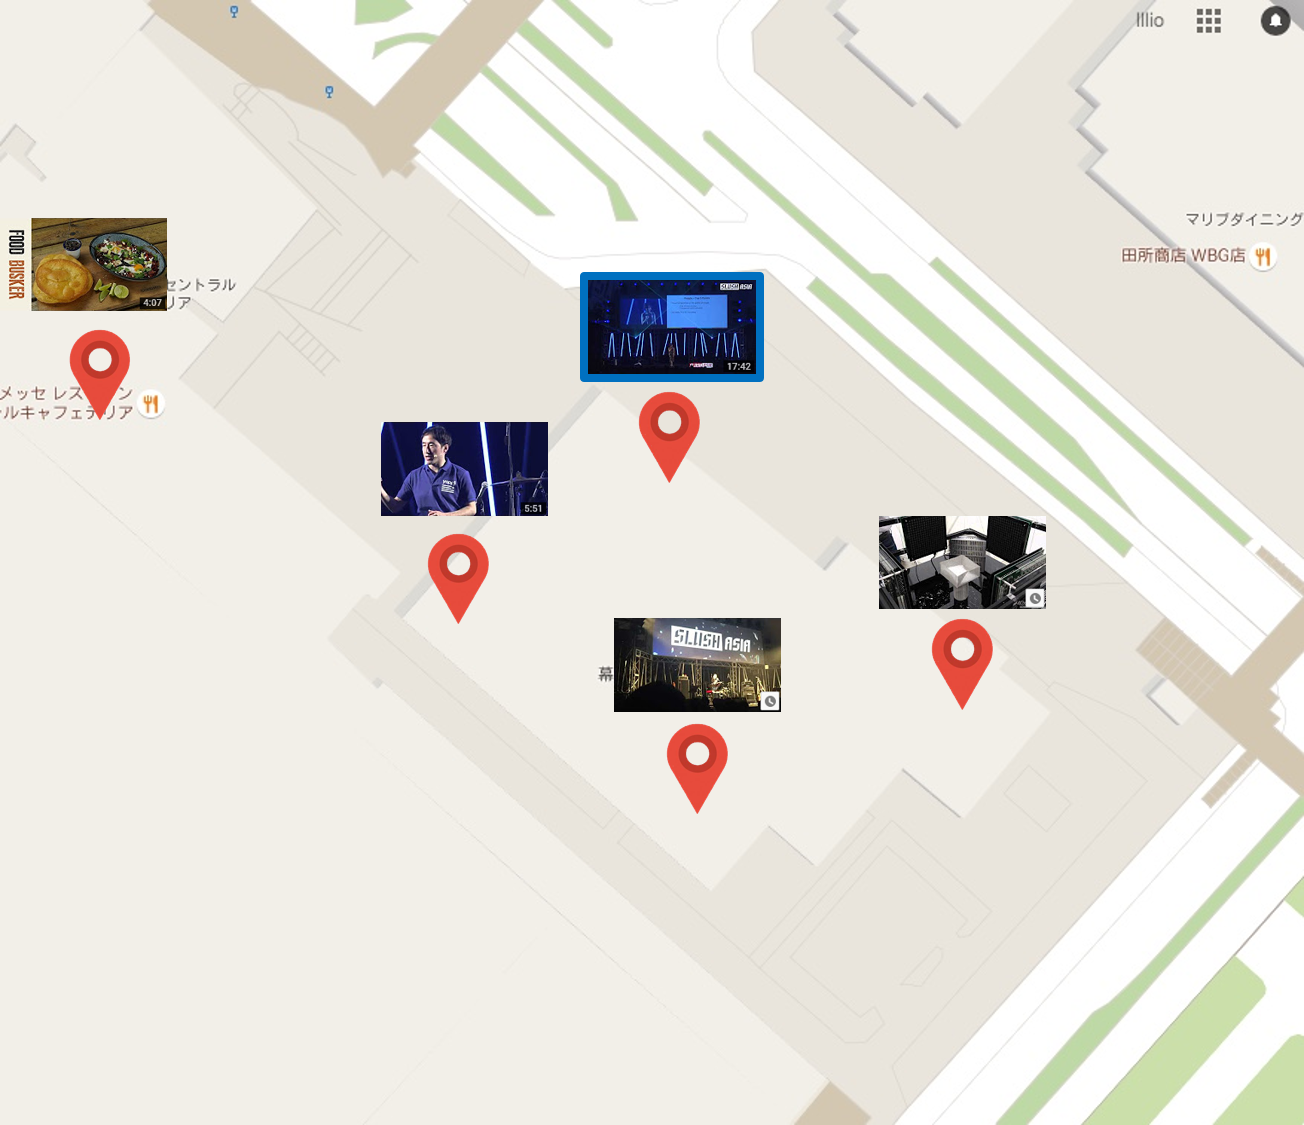 Illio
マリブダイニング
田所商店 WBG店
FOOD BUSKER
4:07
セントラル
リア
SLUSH ASIA
17:42
メッセ レス
ン
ルキャフェテリア
5:51
幕
SLUSH ASIA